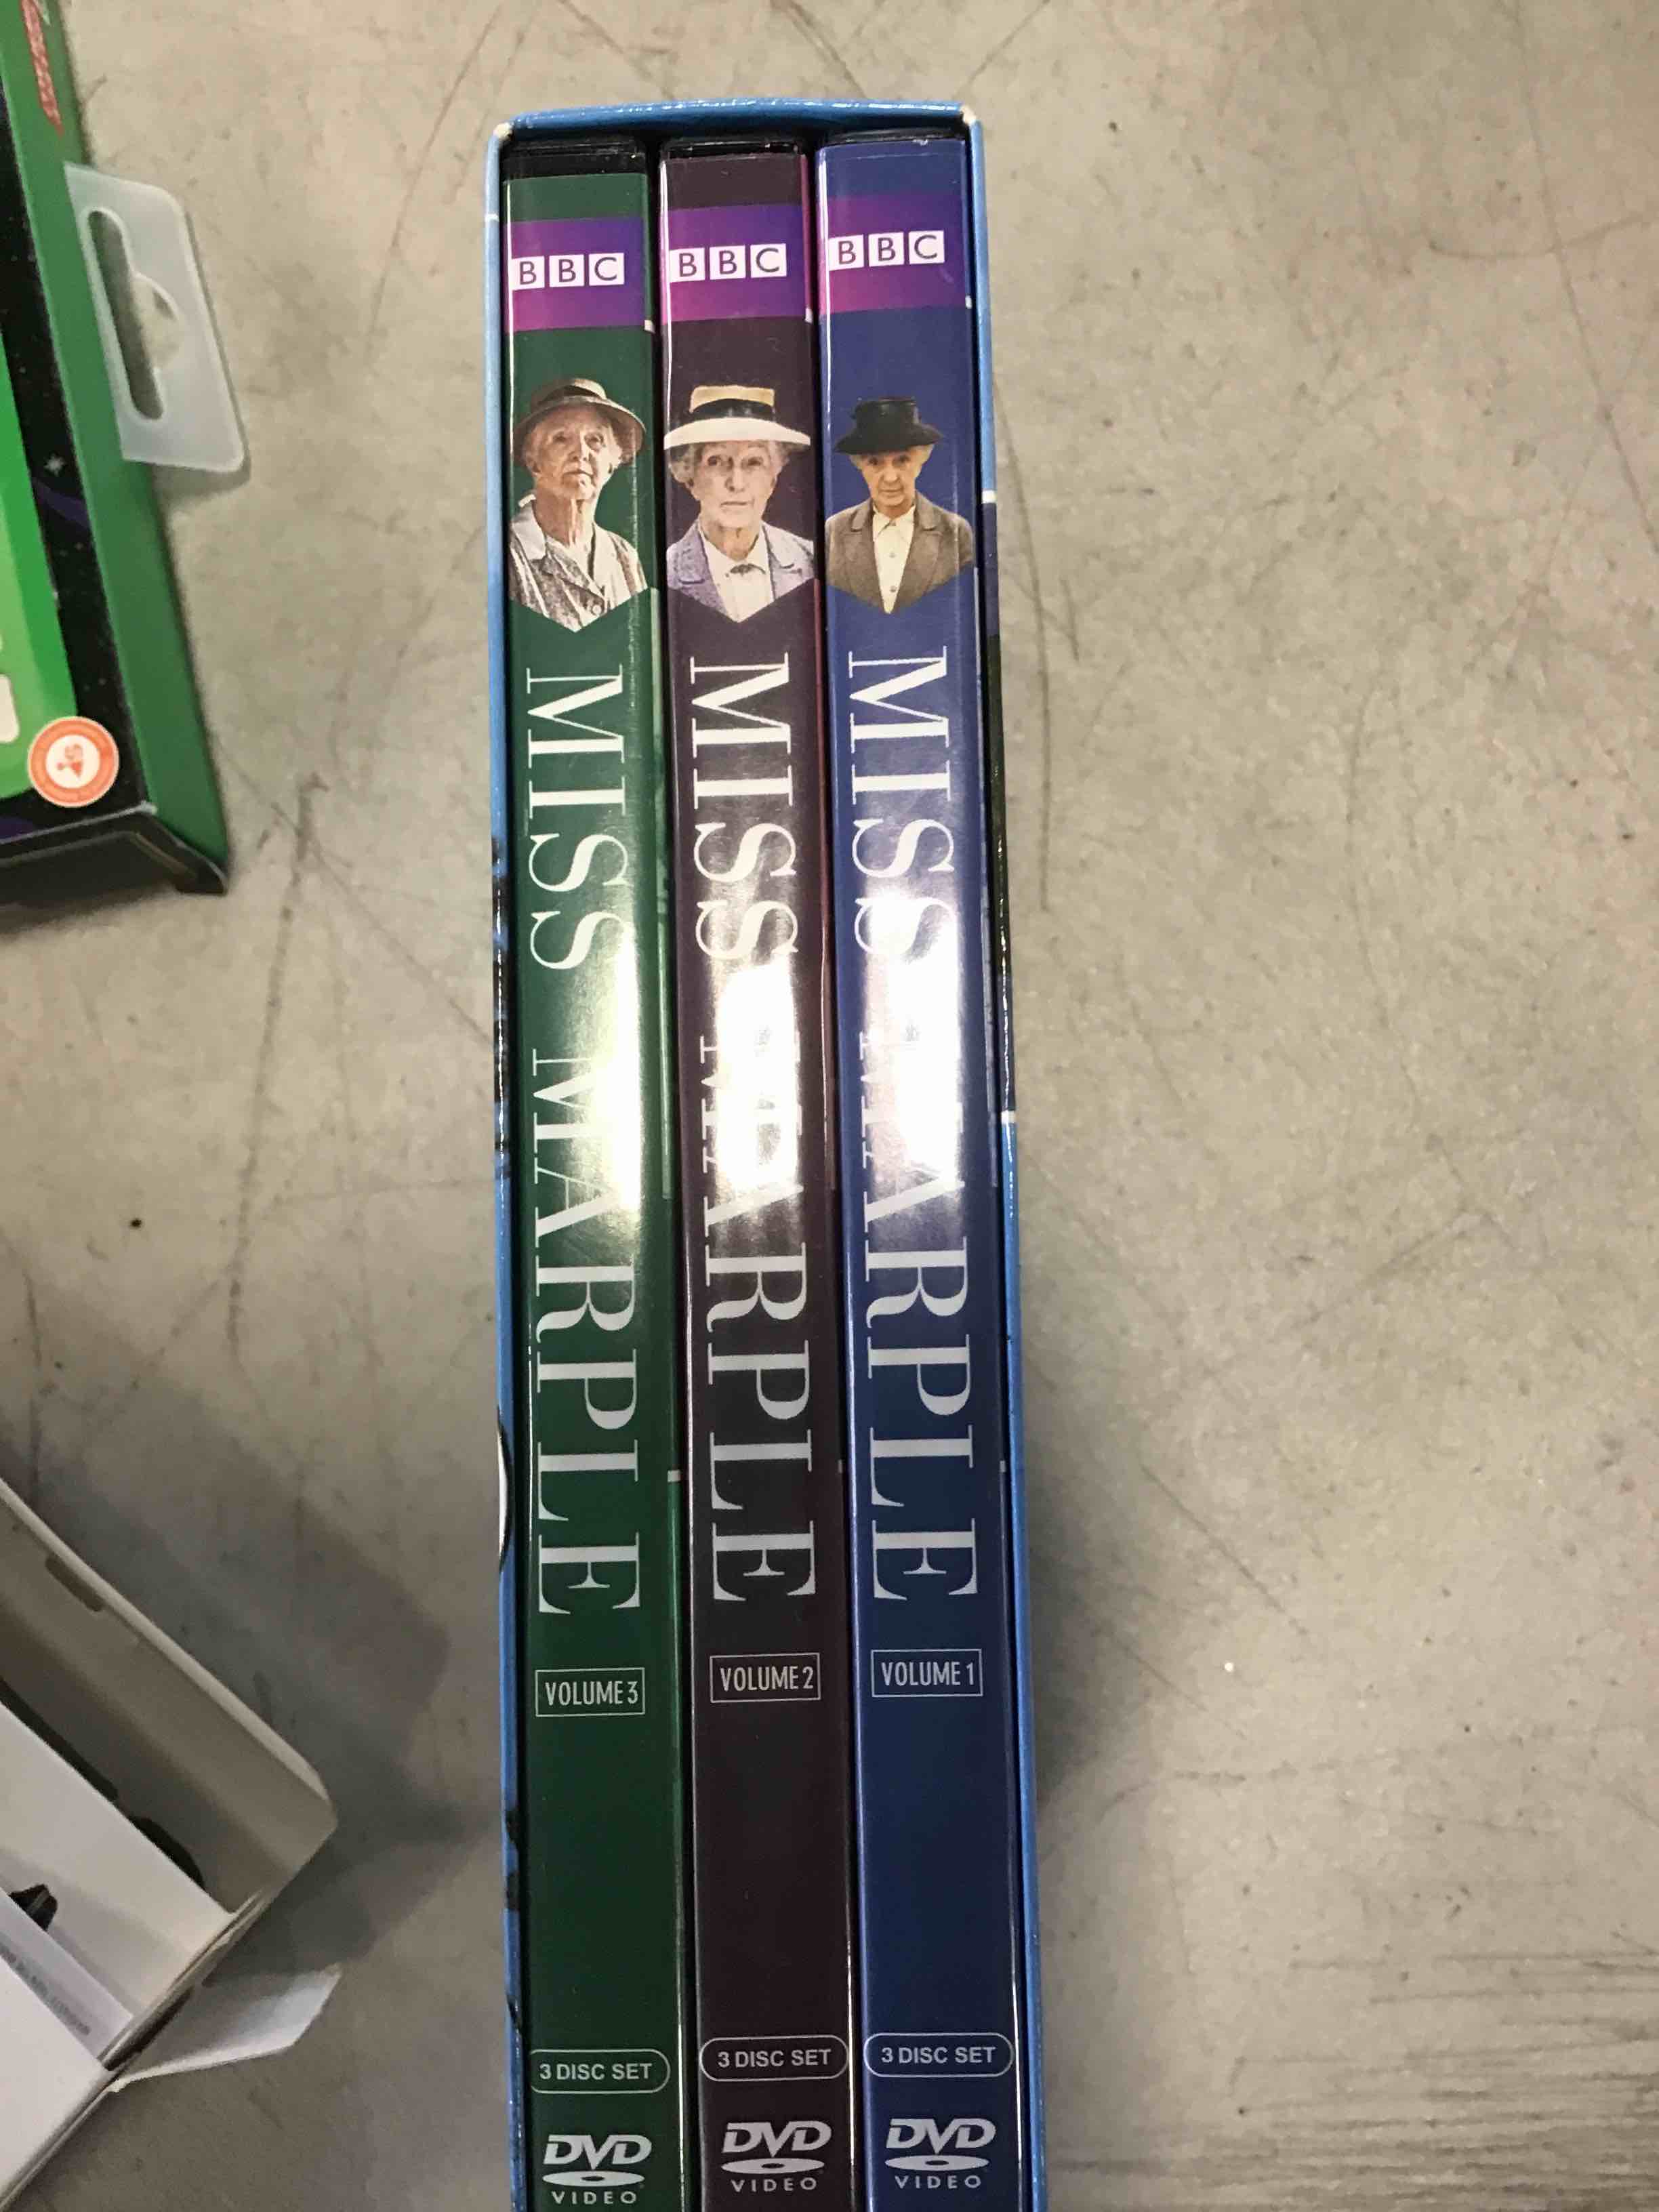 BBC
MISS MARPLE
VOLUME 3
3 DISC SET
DVD
VIDEO
BBC
MISS MARPLE
VOLUME 2
3 DISC SET
DVD
VIDEO
BBC
MISS MARPLE
VOLUME 1
3 DISC SET
DVD
VIDEO